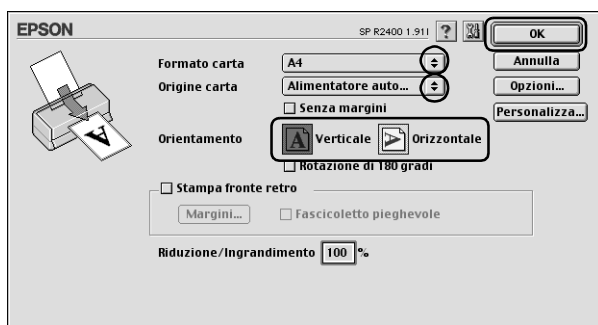 EPSON
SP R2400 1.91I
?
OK
Formato carta
A4
Annulla
Origine carta
Alimentatore auto...
Opzioni...
Senza margini
Personalizza...
Orientamento
A Verticale A Orizzontale
Rotazione di 180 gradi
Stampa fronte retro
Margini...
Fascicoletto pieghevole
Riduzione/Ingrandimento 100 %
A